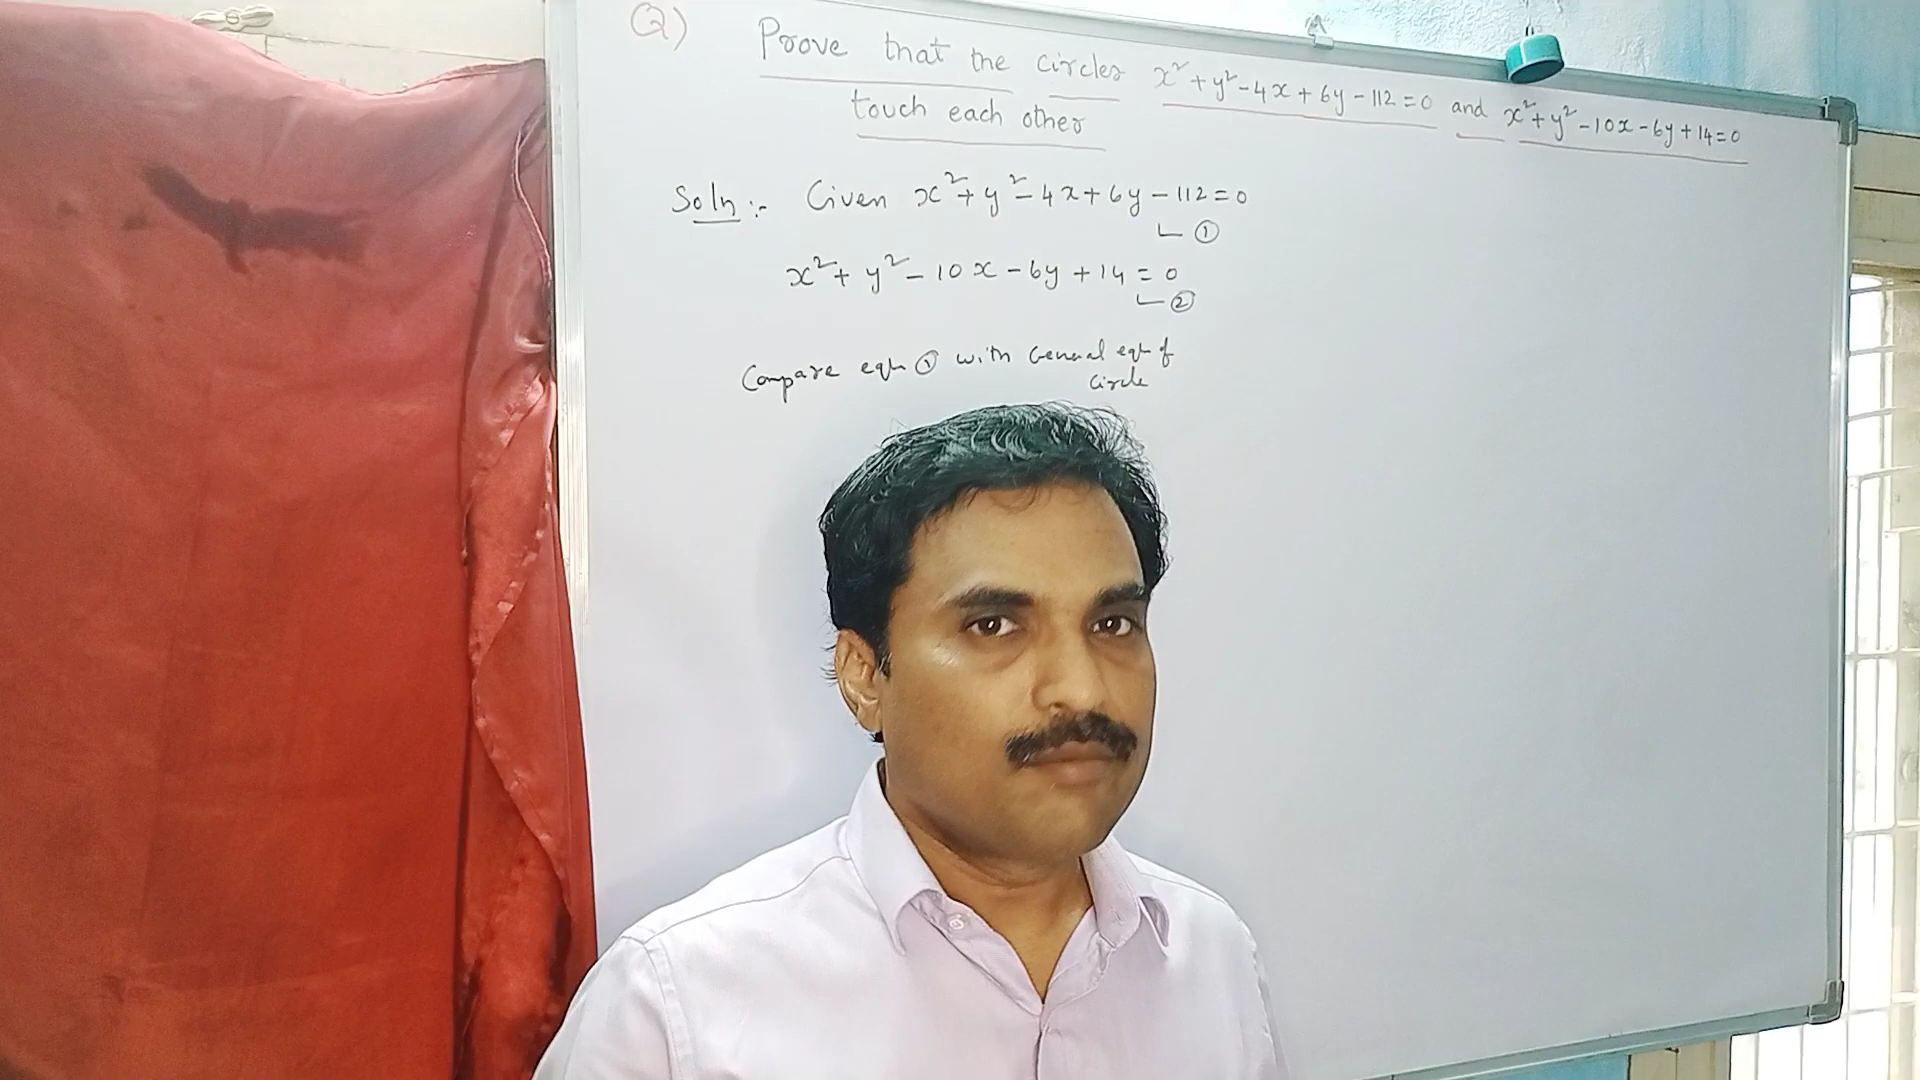 Q) Prove that the circles x²+y²-4x+6y-112=0 and x²+y²-10x-6y+14=0
touch each other
Soln:- Given x²+y²-4x+6y-112=0
①
x²+y²-10x-6y+14=0
②
Compare eqn ① with General eqn of
circle